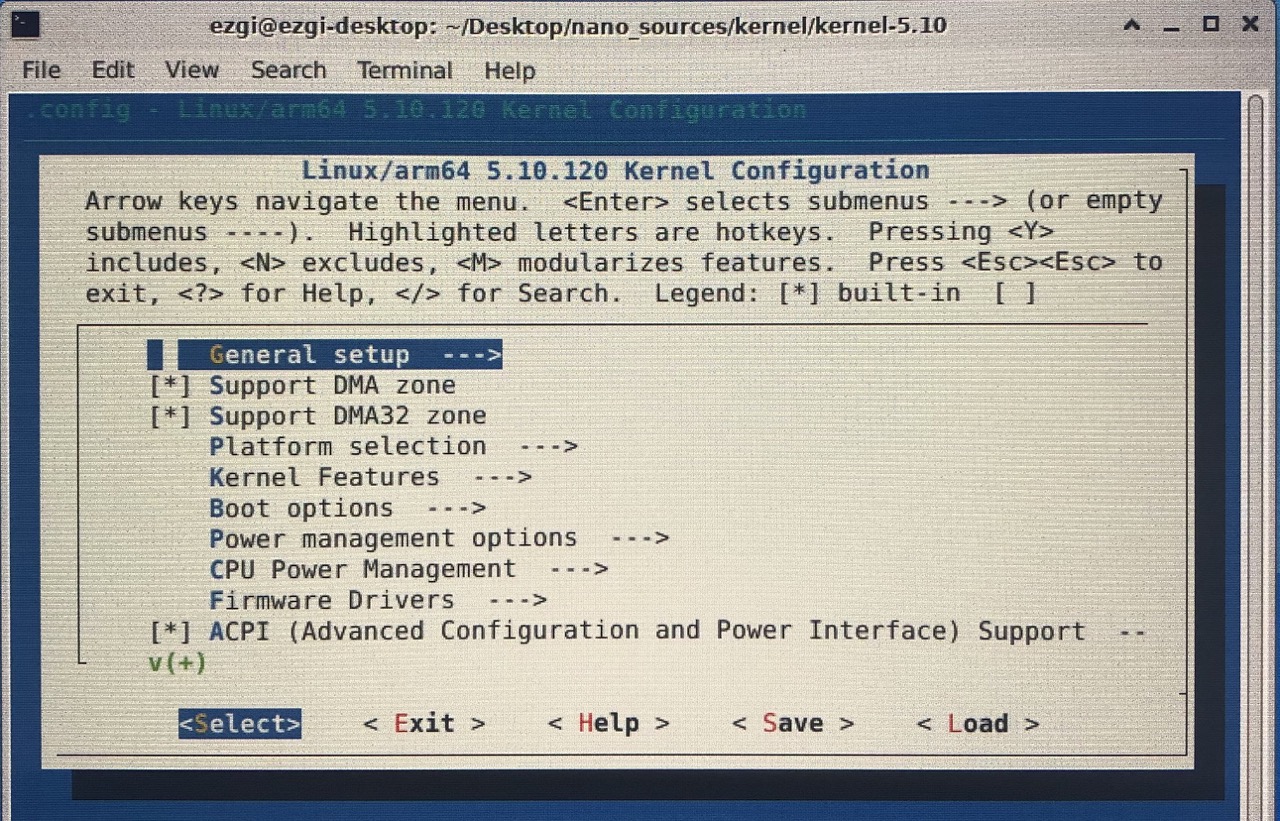 ezgi@ezgi-desktop: ~/Desktop/nano_sources/kernel/kernel-5.10
File Edit View Search Terminal Help
.config - Linux/arm64 5.10.120 Kernel Configuration
Linux/arm64 5.10.120 Kernel Configuration
Arrow keys navigate the menu.  <Enter> selects submenus ---> (or empty
submenus ----).  Highlighted letters are hotkeys.  Pressing <Y>
includes, <N> excludes, <M> modularizes features.  Press <Esc><Esc> to
exit, <?> for Help, </> for Search.  Legend: [*] built-in  [ ]
General setup  --->
[*] Support DMA zone
[*] Support DMA32 zone
Platform selection  --->
Kernel Features  --->
Boot options  --->
Power management options  --->
CPU Power Management  --->
Firmware Drivers  --->
[*] ACPI (Advanced Configuration and Power Interface) Support  --
v(+)
<Select>    < Exit >    < Help >    < Save >    < Load >